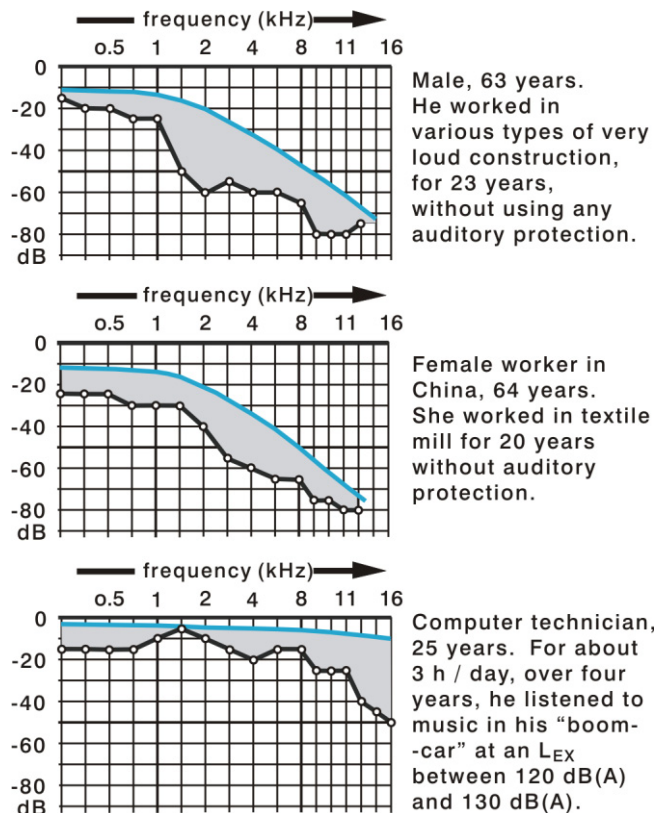 frequency (kHz)
o.5 1 2 4 8 11 16
0
-20
-40
-60
-80
dB
Male, 63 years.
He worked in
various types of very
loud construction,
for 23 years,
without using any
auditory protection.
frequency (kHz)
o.5 1 2 4 8 11 16
0
-20
-40
-60
-80
dB
Female worker in
China, 64 years.
She worked in textile
mill for 20 years
without auditory
protection.
frequency (kHz)
o.5 1 2 4 8 11 16
0
-20
-40
-60
-80
dB
Computer technician,
25 years. For about
3 h / day, over four
years, he listened to
music in his “boom-
-car” at an LEX
between 120 dB(A)
and 130 dB(A).